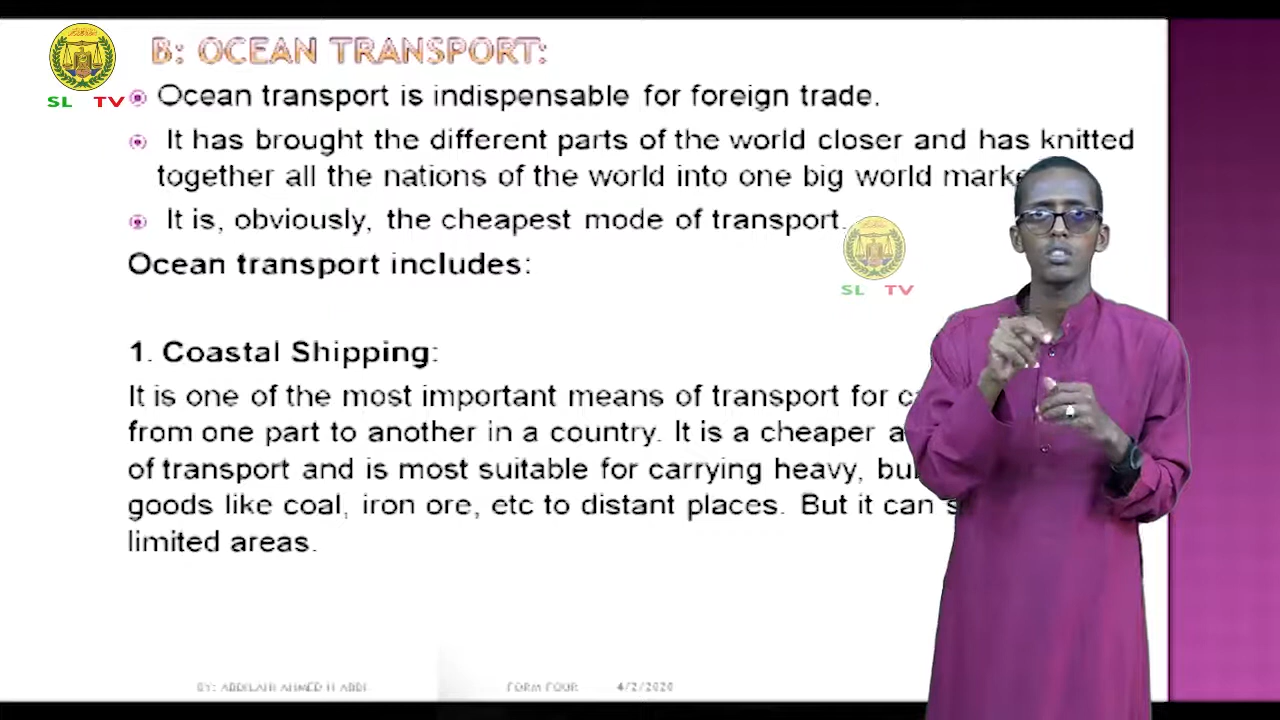 B: OCEAN TRANSPORT:
SL TV
Ocean transport is indispensable for foreign trade.
It has brought the different parts of the world closer and has knitted
together all the nations of the world into one big world
It is, obviously, the cheapest mode of transport.
SL TV
Ocean transport includes:
1. Coastal Shipping:
It is one of the most important means of transport for
from one part to another in a country. It is a cheaper
of transport and is most suitable for carrying heavy,
goods like coal, iron ore, etc to distant places. But it can
limited areas.
BY: ABDILAHI AHMED H ABDI FORM FOUR 4/2/2020